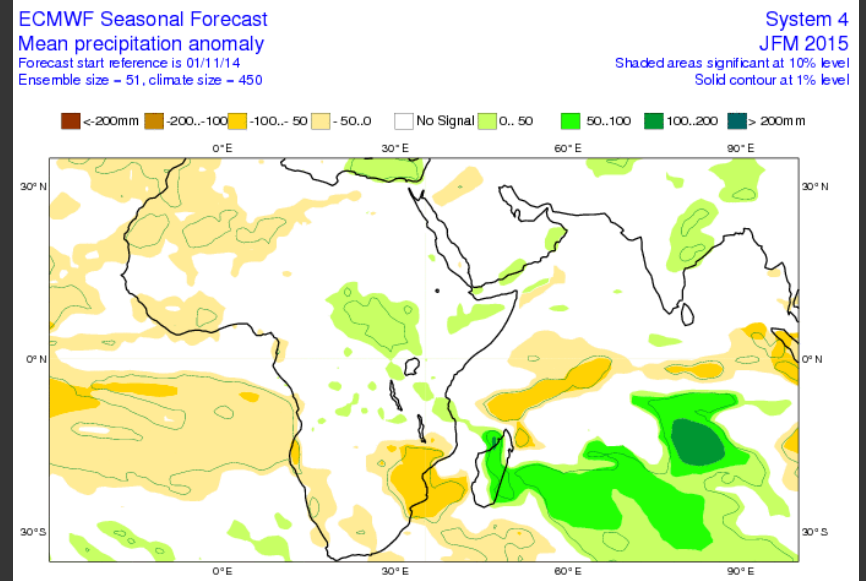 ECMWF Seasonal Forecast
System 4
Mean precipitation anomaly
JFM 2015
Forecast start reference is 01/11/14
Shaded areas significant at 10% level
Ensemble size = 51, climate size = 450
Solid contour at 1% level
<-200mm -200..-100 -100..- 50 - 50..0 No Signal 0.. 50 50..100 100..200 > 200mm
0°E 30°E 60°E 90°E
30°N 30°N
0°N 0°N
30°S 30°S
0°E 30°E 60°E 90°E